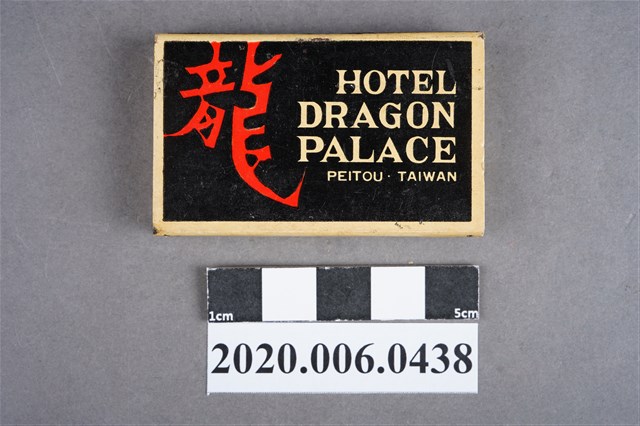 龍
HOTEL
DRAGON
PALACE
PEITOU · TAIWAN
1cm 5cm
2020.006.0438